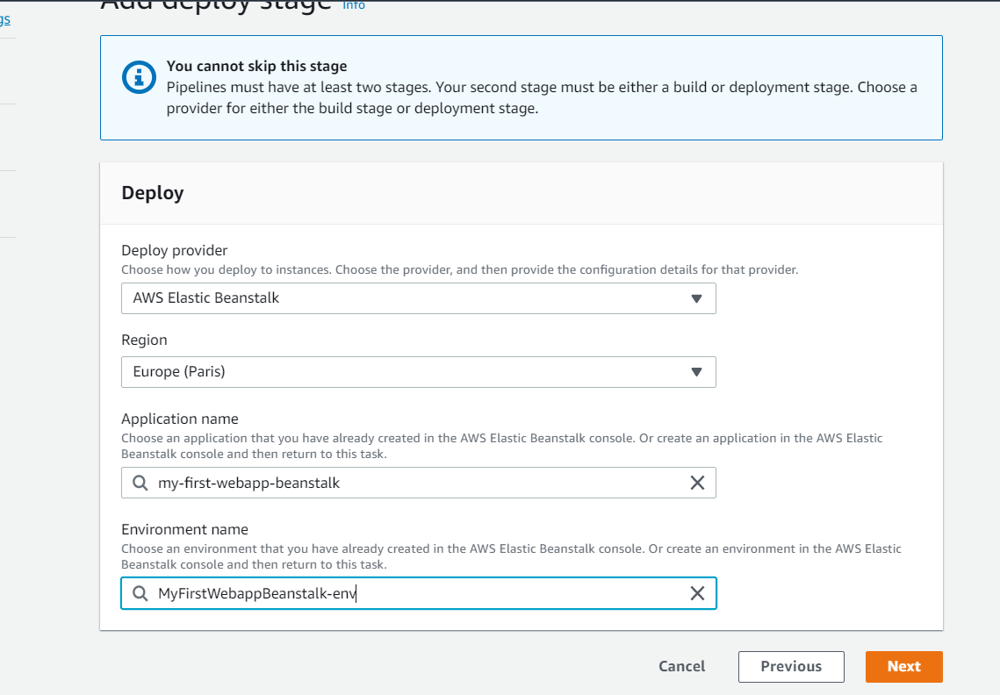 Add deploy stage Info
gs
You cannot skip this stage
Pipelines must have at least two stages. Your second stage must be either a build or deployment stage. Choose a
provider for either the build stage or deployment stage.
Deploy
Deploy provider
Choose how you deploy to instances. Choose the provider, and then provide the configuration details for that provider.
AWS Elastic Beanstalk
Region
Europe (Paris)
Application name
Choose an application that you have already created in the AWS Elastic Beanstalk console. Or create an application in the AWS Elastic
Beanstalk console and then return to this task.
my-first-webapp-beanstalk
Environment name
Choose an environment that you have already created in the AWS Elastic Beanstalk console. Or create an environment in the AWS Elastic
Beanstalk console and then return to this task.
MyFirstWebappBeanstalk-env
Cancel
Previous
Next